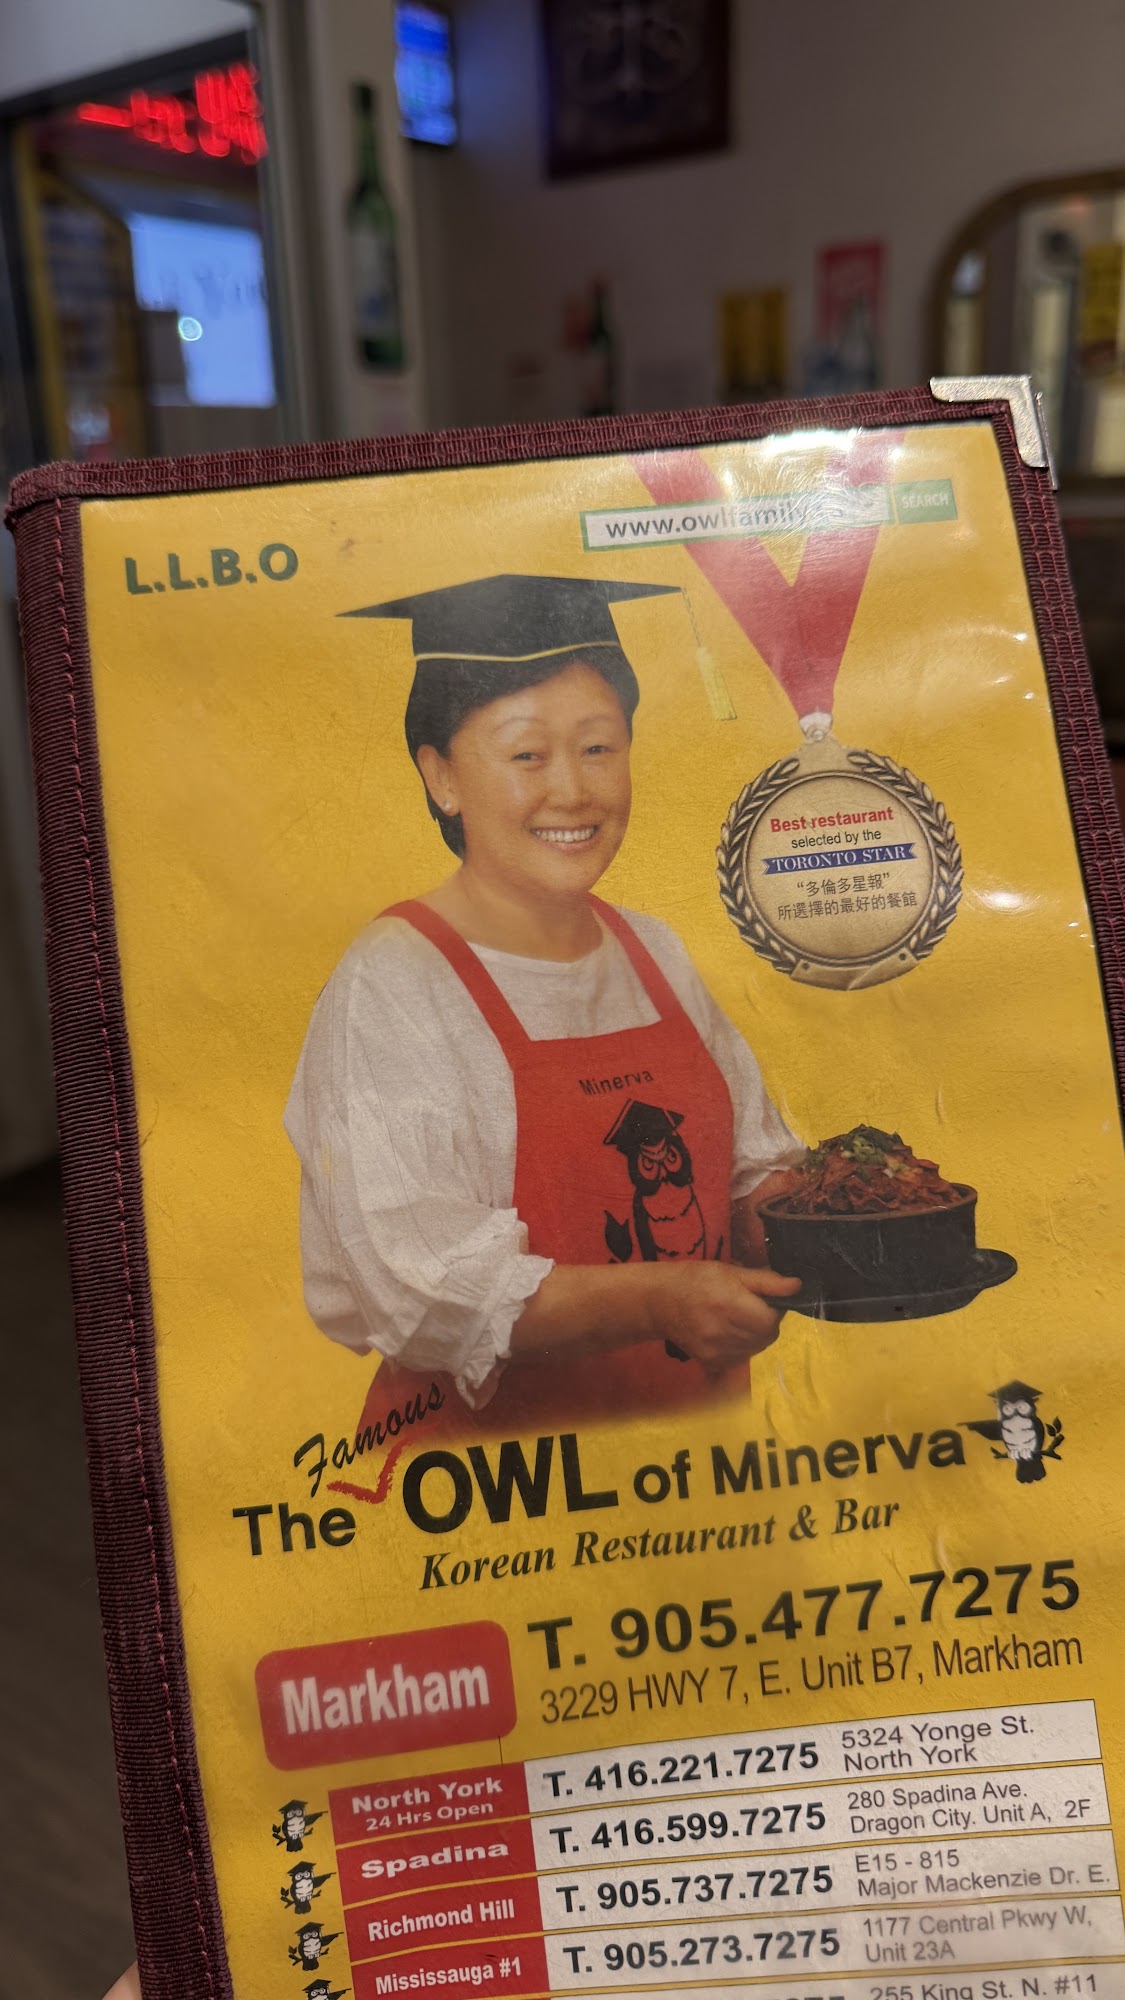 L.L.B.O
www.owlfamily
SEARCH
Best restaurant
selected by the
TORONTO STAR
“多倫多星報”
所選擇的最好的餐館
Minerva
Famous
The OWL of Minerva
Korean Restaurant & Bar
Markham
T. 905.477.7275
3229 HWY 7, E. Unit B7, Markham
North York
24 Hrs Open
T. 416.221.7275
5324 Yonge St.
North York
Spadina
T. 416.599.7275
280 Spadina Ave.
Dragon City. Unit A, 2F
Richmond Hill
T. 905.737.7275
E15 - 815
Major Mackenzie Dr. E.
Mississauga #1
T. 905.273.7275
1177 Central Pkwy W,
Unit 23A
255 King St. N. #11